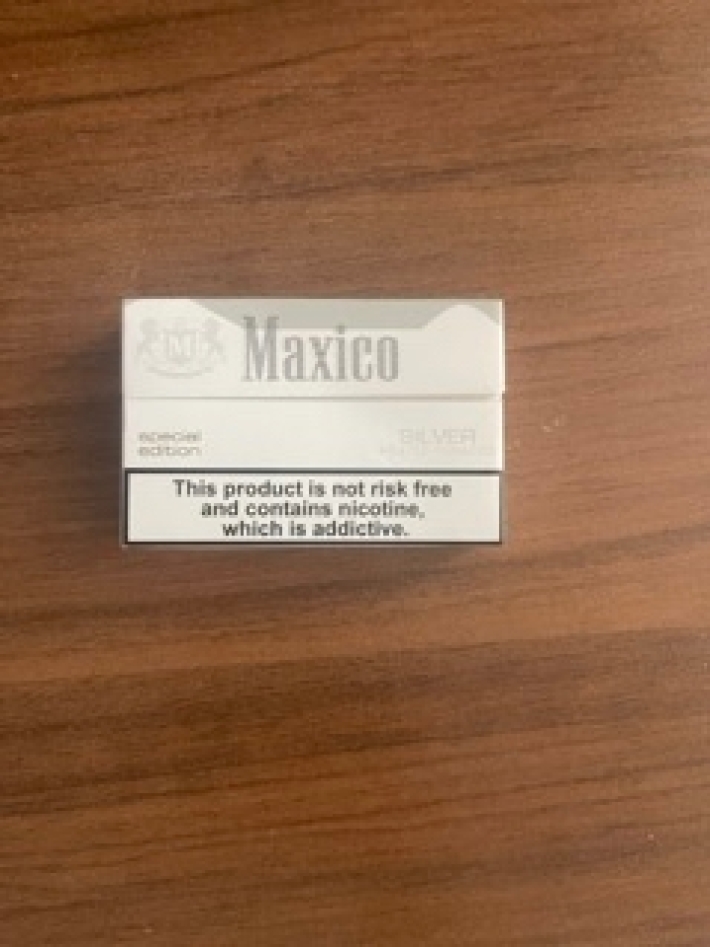 M
Maxico
special
edition
SILVER
This product is not risk free
and contains nicotine,
which is addictive.